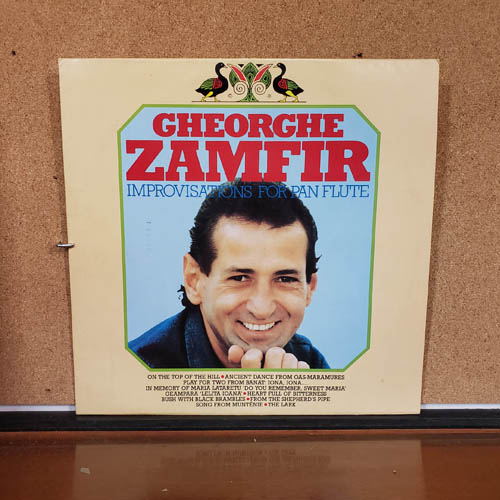 GHEORGHE
ZAMFIR
IMPROVISATIONS FOR PAN FLUTE
ON THE TOP OF THE HILL • ANCIENT DANCE FROM OAS-MARAMURES
PLAY FOR TWO FROM BANAT: IONA, IONA...
IN MEMORY OF MARIA LATARETU 'DO YOU REMEMBER, SWEET MARIA'
GEAMPARA 'LELITA IOANA' • HEART FULL OF BITTERNESS
BUSH WITH BLACK BRAMBLES • FROM THE SHEPHERD'S PIPE
SONG FROM MUNTÉNIE • THE LARK